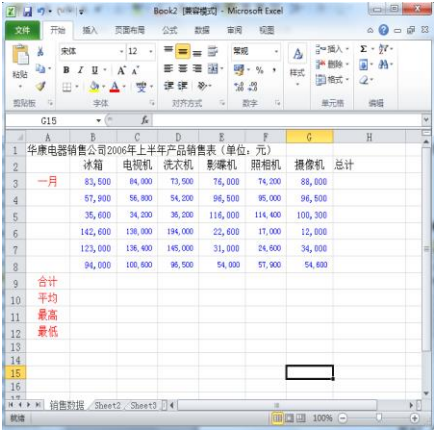 Book2 [兼容模式] - Microsoft Excel
文件 开始 插入 页面布局 公式 数据 审阅 视图
宋体 12 常规 插入
粘贴 B I U A 样式 删除
格式
剪贴板 字体 对齐方式 数字 单元格 编辑
G15 fx
A B C D E F G H
1 华康电器销售公司2006年上半年产品销售表（单位：元）
2 冰箱 电视机 洗衣机 影碟机 照相机 摄像机 总计
3 一月 83,500 84,000 73,500 76,000 74,200 88,000
4 57,900 56,800 54,200 96,500 95,000 96,500
5 35,600 34,200 36,200 116,000 114,400 100,300
6 142,600 138,000 194,000 22,600 17,000 12,000
7 123,000 136,400 145,000 31,000 24,600 34,000
8 94,000 100,600 96,500 54,000 57,900 54,600
9 合计
10 平均
11 最高
12 最低
13
14
15
16
销售数据 Sheet2 Sheet3
就绪 100%